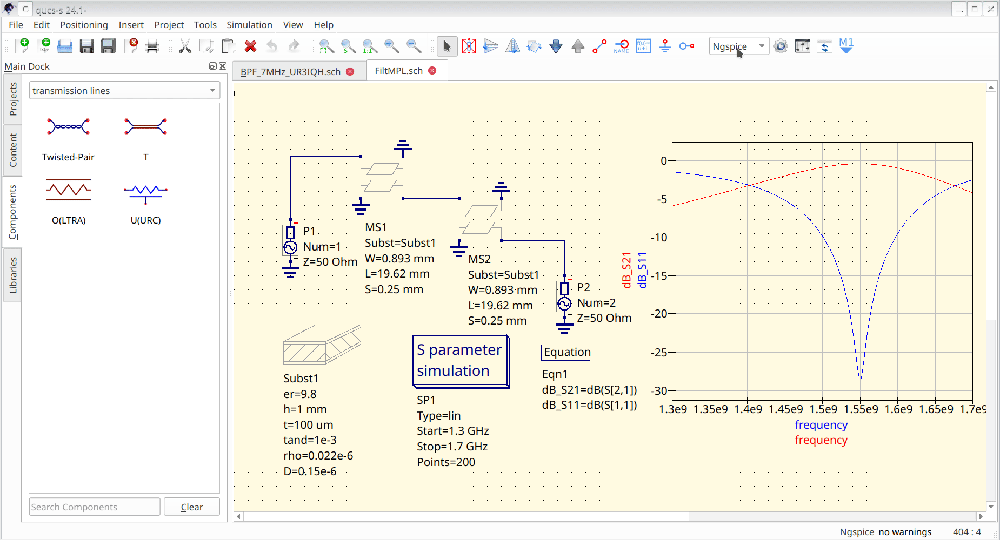 qucs-s 24.1-
File Edit Positioning Insert Project Tools Simulation View Help
txt S 1:1 NAME f(u)= u+i Ngspice M1
Main Dock
BPF_7MHz_UR3IQH.sch FiltMPL.sch
Projects
Content
Components
Libraries
transmission lines
Twisted-Pair T
O(LTRA) U(URC)
Search Components Clear
P1
Num=1
Z=50 Ohm
MS1
Subst=Subst1
W=0.893 mm
L=19.62 mm
S=0.25 mm
MS2
Subst=Subst1
W=0.893 mm
L=19.62 mm
S=0.25 mm
P2
Num=2
Z=50 Ohm
Subst1
er=9.8
h=1 mm
t=100 um
tand=1e-3
rho=0.022e-6
D=0.15e-6
S parameter
simulation
SP1
Type=lin
Start=1.3 GHz
Stop=1.7 GHz
Points=200
Equation
Eqn1
dB_S21=dB(S[2,1])
dB_S11=dB(S[1,1])
dB_S21
dB_S11
0
-5
-10
-15
-20
-25
-30
1.3e9 1.35e9 1.4e9 1.45e9 1.5e9 1.55e9 1.6e9 1.65e9 1.7e9
frequency
frequency
Ngspice no warnings 404 : 4